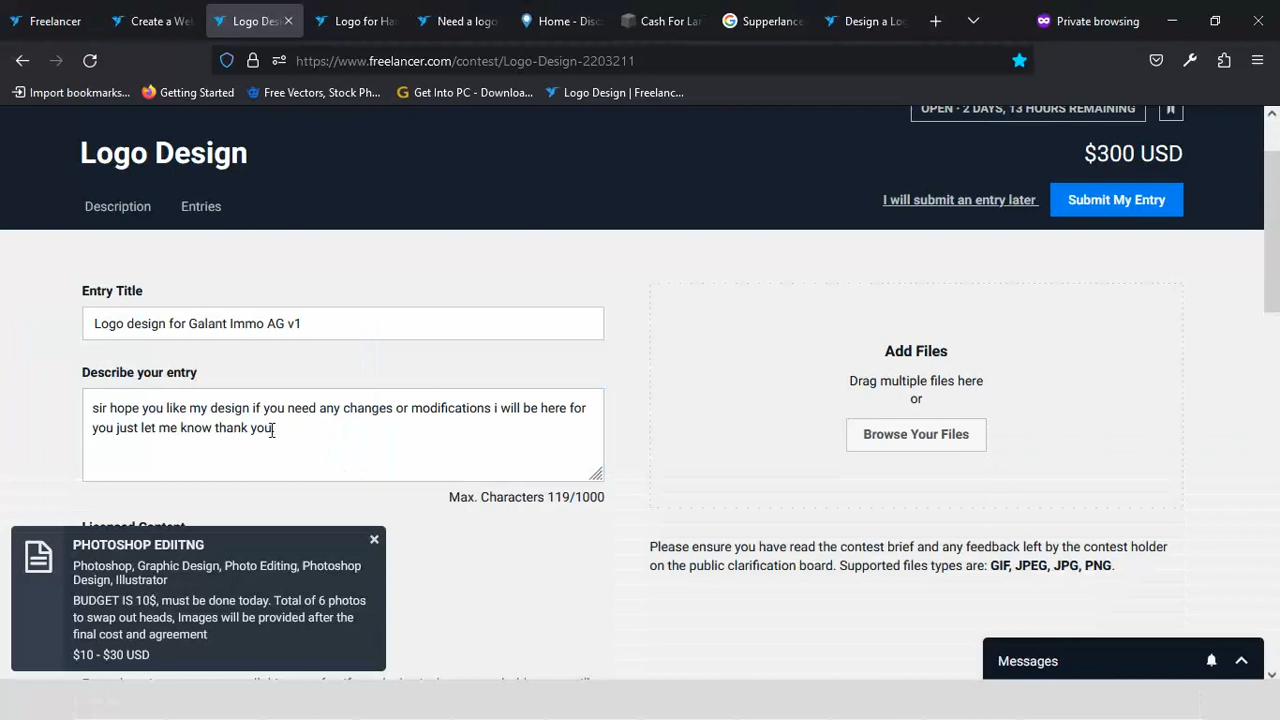 Freelancer
Create a We
Logo Des
Logo for Ha
Need a logo
Home - Disc
Cash For La
Supperlance
Design a Lo
Private browsing
https://www.freelancer.com/contest/Logo-Design-2203211
Import bookmarks...
Getting Started
Free Vectors, Stock Ph...
Get Into PC - Downloa...
Logo Design | Freelanc...
OPEN - 2 DAYS, 13 HOURS REMAINING
Logo Design
$300 USD
Description
Entries
I will submit an entry later
Submit My Entry
Entry Title
Logo design for Galant Immo AG v1
Describe your entry
sir hope you like my design if you need any changes or modifications i will be here for
you just let me know thank you
Max. Characters 119/1000
Add Files
Drag multiple files here
or
Browse Your Files
Please ensure you have read the contest brief and any feedback left by the contest holder
on the public clarification board. Supported files types are: GIF, JPEG, JPG, PNG.
Licensed Content
PHOTOSHOP EDIITNG
Photoshop, Graphic Design, Photo Editing, Photoshop
Design, Illustrator
BUDGET IS 10$, must be done today. Total of 6 photos
to swap out heads, Images will be provided after the
final cost and agreement
$10 - $30 USD
Messages